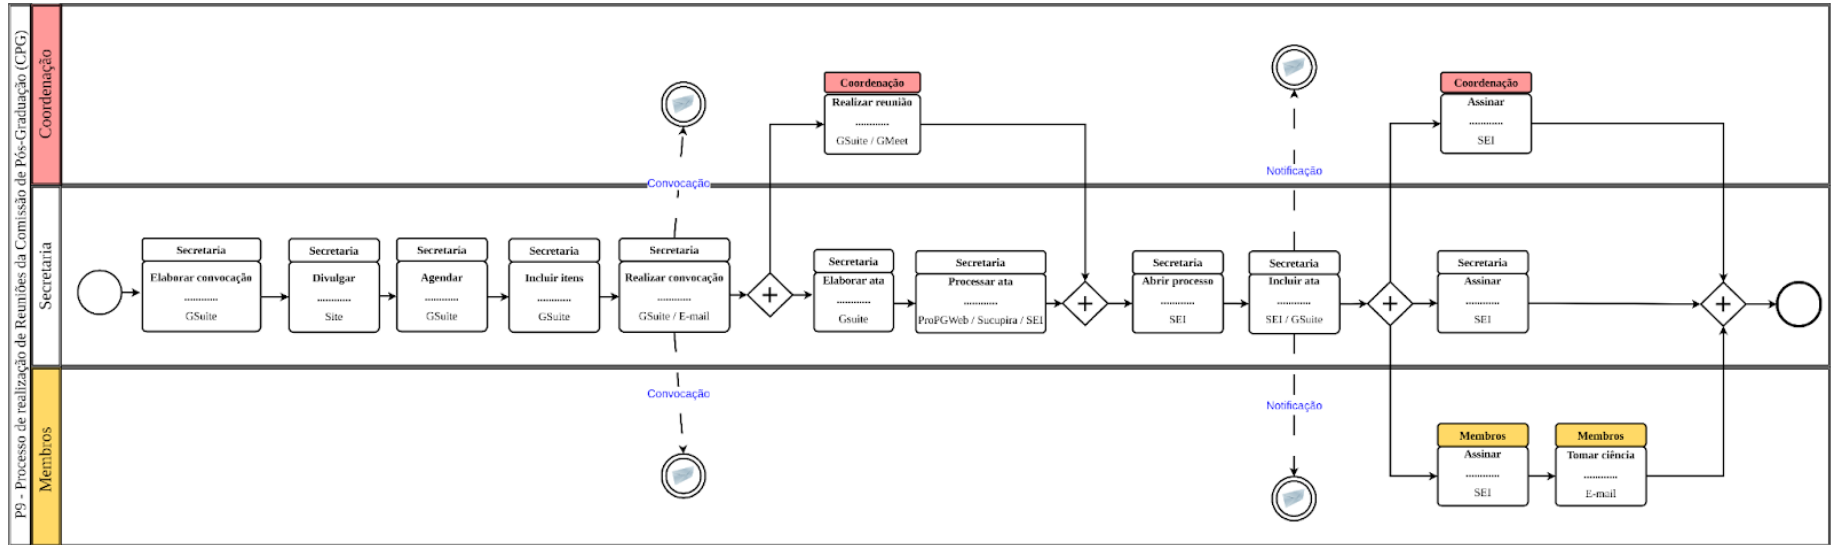 P9 - Processo de realização de Reuniões da Comissão de Pós-Graduação (CPG)
Coordenação
Coordenação
Realizar reunião
............
GSuite / GMeet
Coordenação
Assinar
............
SEI
Convocação
Notificação
Secretaria
Secretaria
Elaborar convocação
............
GSuite
Secretaria
Divulgar
............
Site
Secretaria
Agendar
............
GSuite
Secretaria
Incluir itens
............
GSuite
Secretaria
Realizar convocação
............
GSuite / E-mail
Secretaria
Elaborar ata
............
Gsuite
Secretaria
Processar ata
............
ProPGWeb / Sucupira / SEI
Secretaria
Abrir processo
............
SEI
Secretaria
Incluir ata
............
SEI / GSuite
Secretaria
Assinar
............
SEI
Convocação
Notificação
Membros
Membros
Assinar
............
SEI
Membros
Tomar ciência
............
E-mail